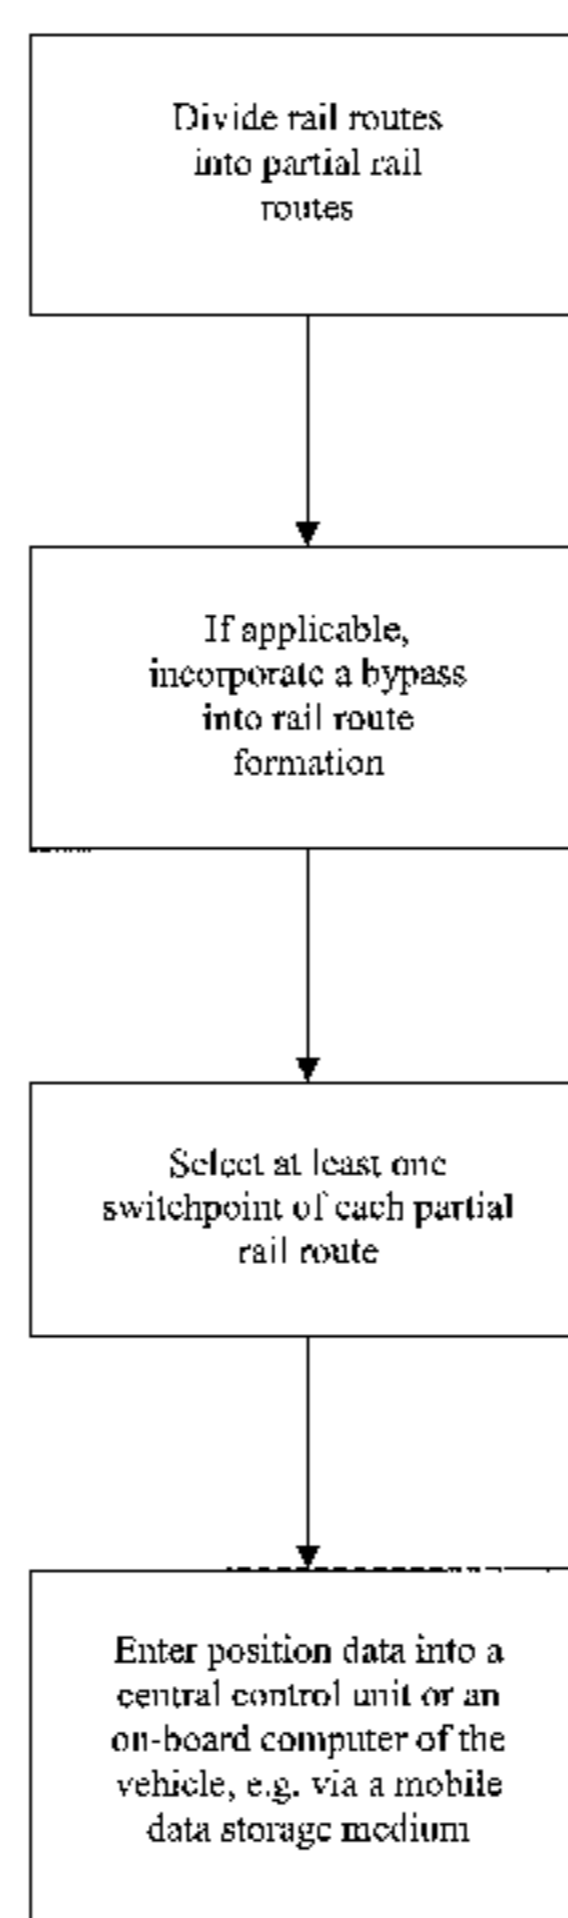 Divide rail routes
into partial rail
routes
If applicable,
incorporate a bypass
into rail route
formation
Select at least one
switchpoint of each partial
rail route
Enter position data into a
central control unit or an
on-board computer of the
vehicle, e.g. via a mobile
data storage medium